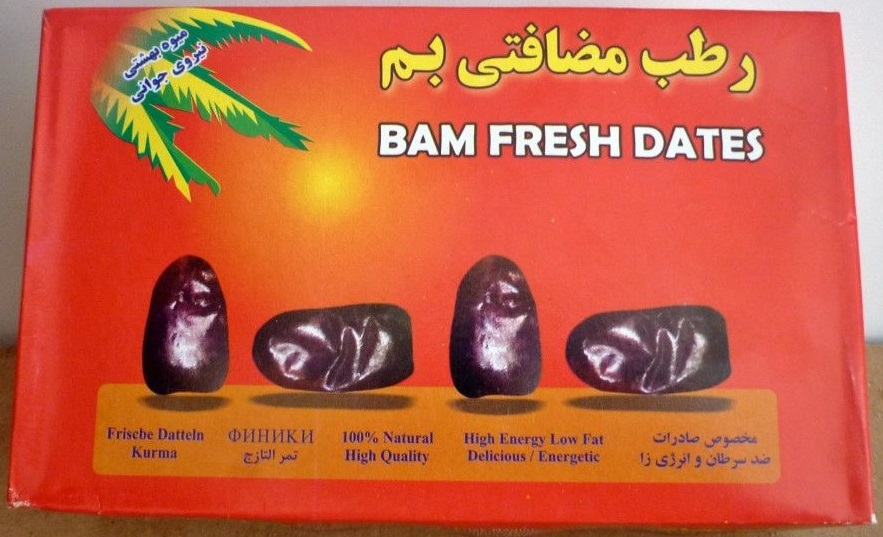 میوه بهشتی
نیروی جوانی
رطب مضافتی بم
BAM FRESH DATES
Frische Datteln
Kurma
ФИНИКИ
تمر التازج
100% Natural
High Quality
High Energy Low Fat
Delicious / Energetic
مخصوص صادرات
ضد سرطان و انرژی زا